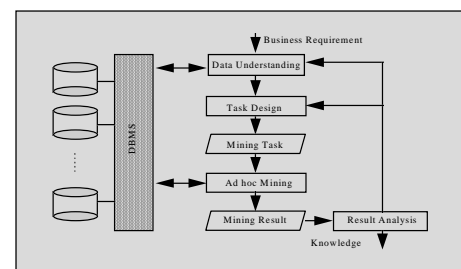 Business Requirement
Data Understanding
Task Design
Mining Task
DBMS
Ad hoc Mining
Mining Result
Result Analysis
Knowledge